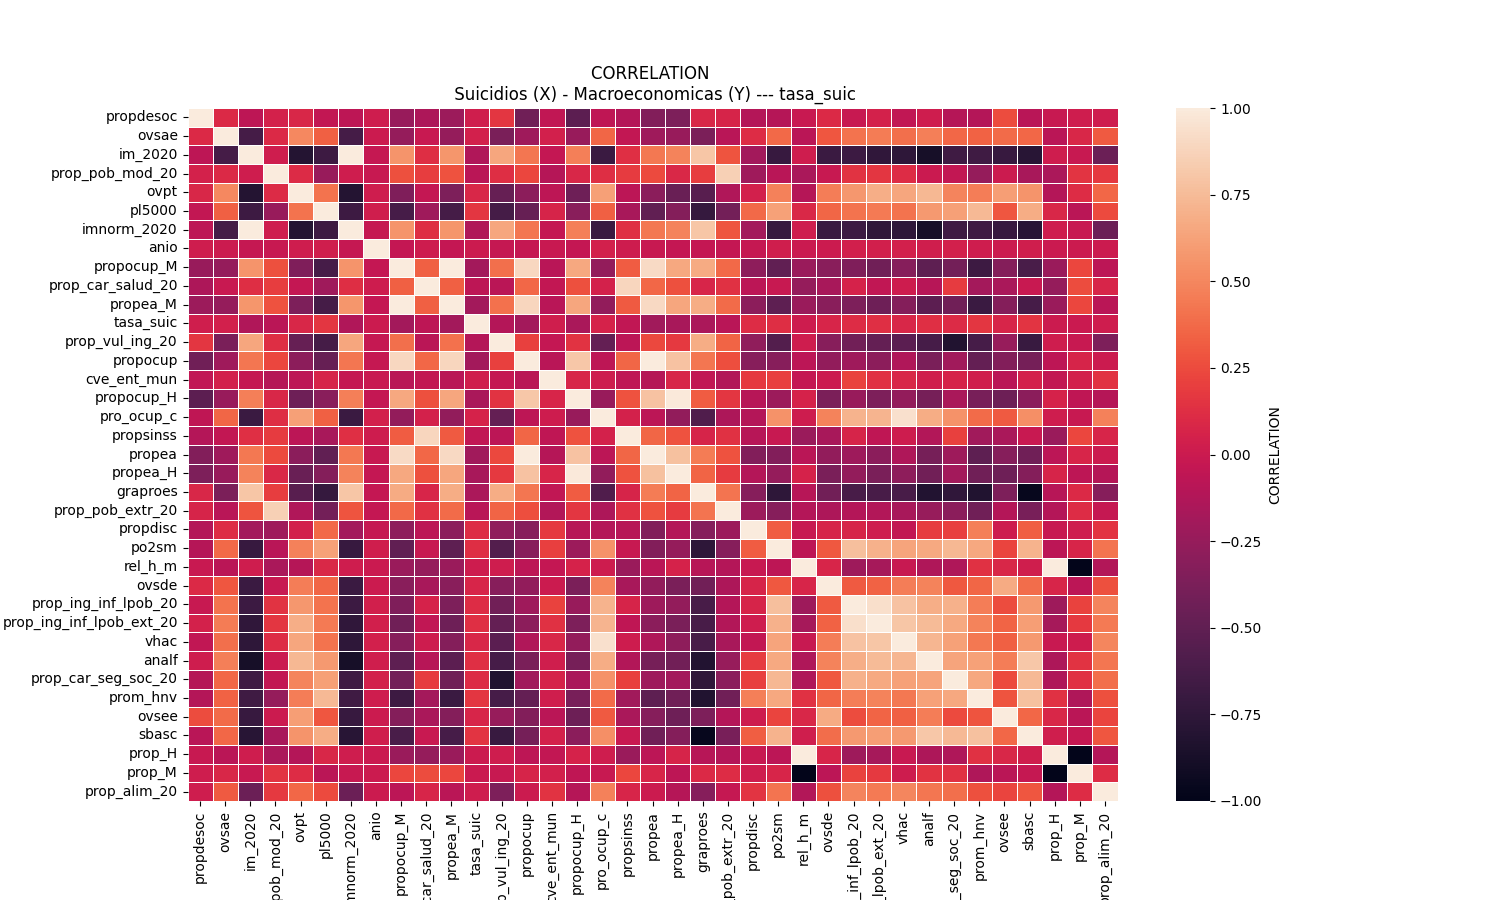 CORRELATION
Suicidios (X) - Macroeconomicas (Y) --- tasa_suic
propdesoc
ovsae
im_2020
prop_pob_mod_20
ovpt
pl5000
imnorm_2020
anio
propocup_M
prop_car_salud_20
propea_M
tasa_suic
prop_vul_ing_20
propocup
cve_ent_mun
propocup_H
pro_ocup_c
propsinss
propea
propea_H
graproes
prop_pob_extr_20
propdisc
po2sm
rel_h_m
ovsde
prop_ing_inf_lpob_20
prop_ing_inf_lpob_ext_20
vhac
analf
prop_car_seg_soc_20
prom_hnv
ovsee
sbasc
prop_H
prop_M
prop_alim_20
propdesoc
ovsae
im_2020
pob_mod_20
ovpt
pl5000
mnorm_2020
anio
propocup_M
car_salud_20
propea_M
tasa_suic
p_vul_ing_20
propocup
cve_ent_mun
propocup_H
pro_ocup_c
propsinss
propea
propea_H
graproes
pob_extr_20
propdisc
po2sm
rel_h_m
ovsde
_inf_lpob_20
_lpob_ext_20
vhac
analf
_seg_soc_20
prom_hnv
ovsee
sbasc
prop_H
prop_M
prop_alim_20
1.00
0.75
0.50
0.25
0.00
−0.25
−0.50
−0.75
−1.00
CORRELATION